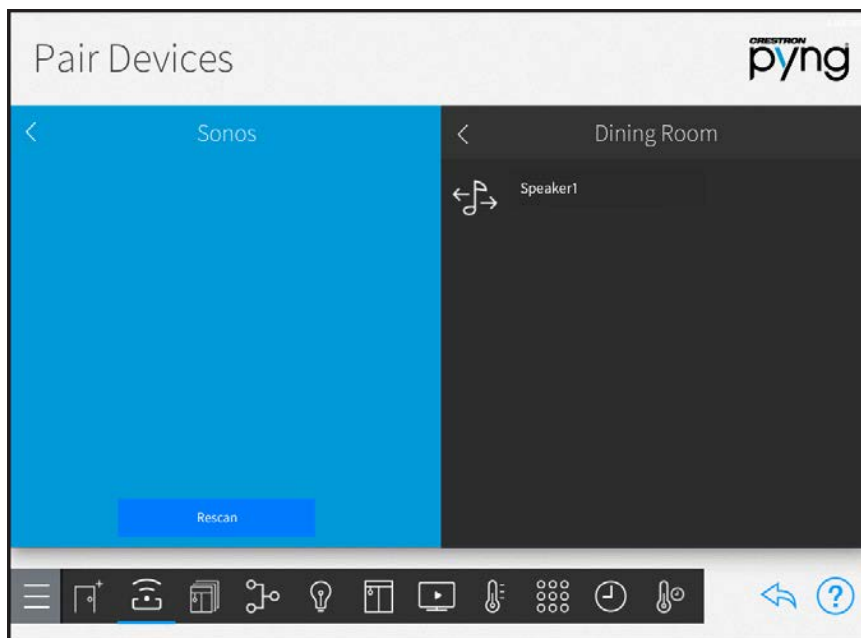 Pair Devices
CRESTRON
pyng
Sonos
Dining Room
Speaker1
Rescan
?